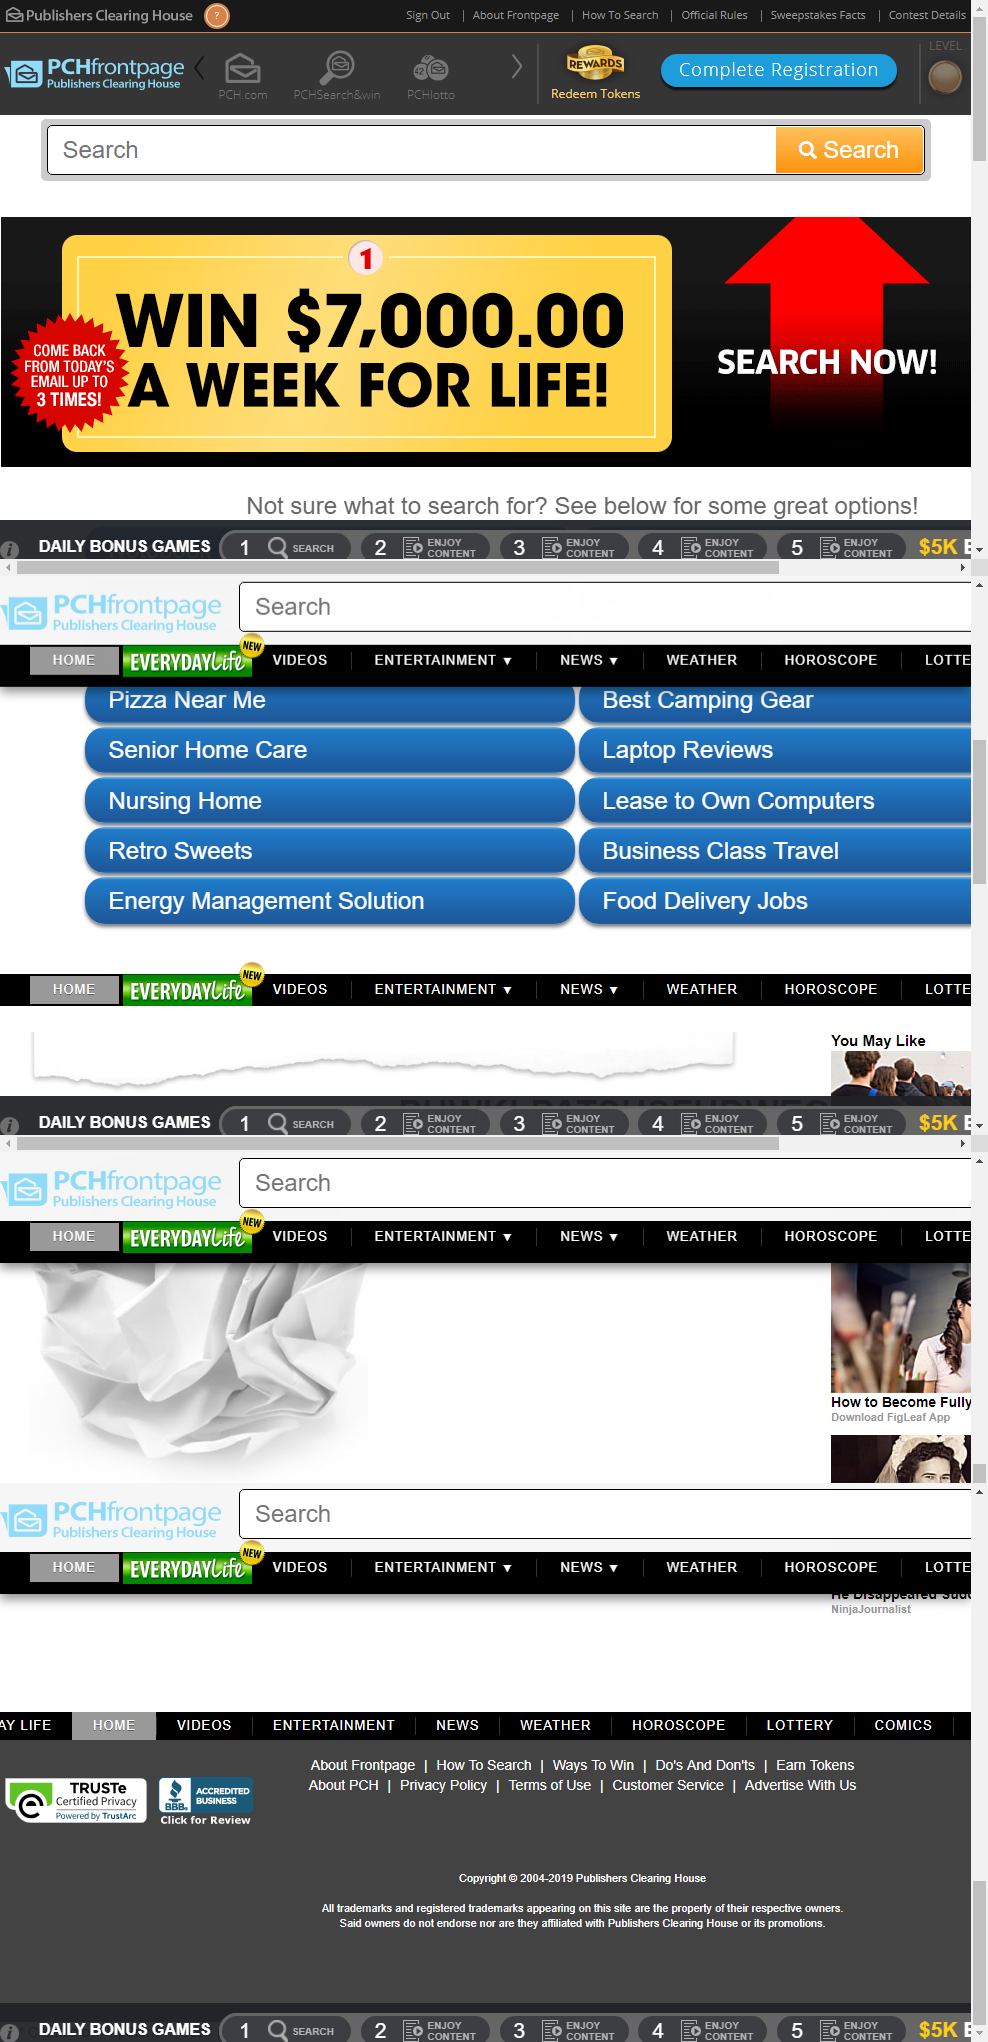 Publishers Clearing House ?
Sign Out | About Frontpage | How To Search | Official Rules | Sweepstakes Facts | Contest Details
PCHfrontpage
Publishers Clearing House
PCH.com
PCHSearch&win
42
PCHlotto
REWARDS
Redeem Tokens
Complete Registration
LEVEL
Search
Search
1
WIN $7,000.00
A WEEK FOR LIFE!
COME BACK
FROM TODAY'S
EMAIL UP TO
3 TIMES!
SEARCH NOW!
Not sure what to search for? See below for some great options!
i DAILY BONUS GAMES 1 SEARCH 2 ENJOY CONTENT 3 ENJOY CONTENT 4 ENJOY CONTENT 5 ENJOY CONTENT $5K E
PCHfrontpage
Publishers Clearing House
Search
HOME EVERYDAYLife NEW VIDEOS ENTERTAINMENT ▼ NEWS ▼ WEATHER HOROSCOPE LOTTE
Pizza Near Me
Best Camping Gear
Senior Home Care
Laptop Reviews
Nursing Home
Lease to Own Computers
Retro Sweets
Business Class Travel
Energy Management Solution
Food Delivery Jobs
HOME EVERYDAYLife NEW VIDEOS ENTERTAINMENT ▼ NEWS ▼ WEATHER HOROSCOPE LOTTE
You May Like
i DAILY BONUS GAMES 1 SEARCH 2 ENJOY CONTENT 3 ENJOY CONTENT 4 ENJOY CONTENT 5 ENJOY CONTENT $5K E
PCHfrontpage
Publishers Clearing House
Search
HOME EVERYDAYLife NEW VIDEOS ENTERTAINMENT ▼ NEWS ▼ WEATHER HOROSCOPE LOTTE
How to Become Fully
Download FigLeaf App
PCHfrontpage
Publishers Clearing House
Search
HOME EVERYDAYLife NEW VIDEOS ENTERTAINMENT ▼ NEWS ▼ WEATHER HOROSCOPE LOTTE
He Disappeared Sudd
NinjaJournalist
AY LIFE HOME VIDEOS ENTERTAINMENT NEWS WEATHER HOROSCOPE LOTTERY COMICS
About Frontpage | How To Search | Ways To Win | Do's And Don'ts | Earn Tokens
About PCH | Privacy Policy | Terms of Use | Customer Service | Advertise With Us
TRUSTe
Certified Privacy
Powered by TrustArc
BBB.
ACCREDITED
BUSINESS
Click for Review
Copyright © 2004-2019 Publishers Clearing House
All trademarks and registered trademarks appearing on this site are the property of their respective owners.
Said owners do not endorse nor are they affiliated with Publishers Clearing House or its promotions.
i DAILY BONUS GAMES 1 SEARCH 2 ENJOY CONTENT 3 ENJOY CONTENT 4 ENJOY CONTENT 5 ENJOY CONTENT $5K E